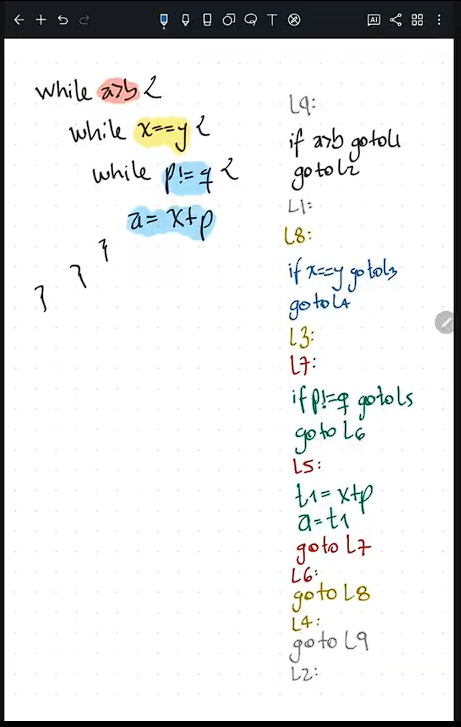 while a>b {
while x==y {
while p!=q {
a= x+p
}
}
}
L9:
if a>b goto L1
goto L2
L1:
L8:
if x==y goto L3
goto L4
L3:
L7:
if p!=q goto L5
goto L6
L5:
t1= x+p
a=t1
goto L7
L6:
goto L8
L4:
goto L9
L2: